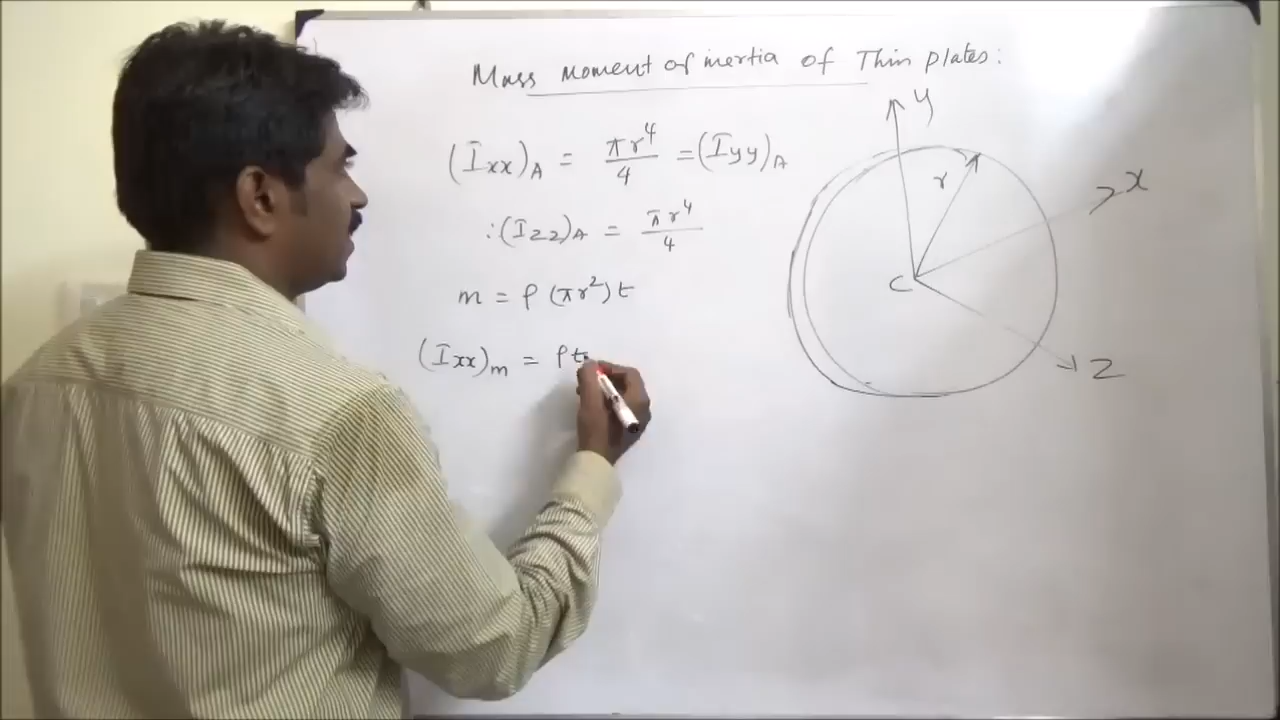 Mass Moment of inertia of Thin plates:
(Ixx)A = πr⁴/4 = (Iyy)A
∴(Izz)A = πr⁴/4
m = ρ(πr²)t
(Ixx)m = ρt
y
r
x
C
z